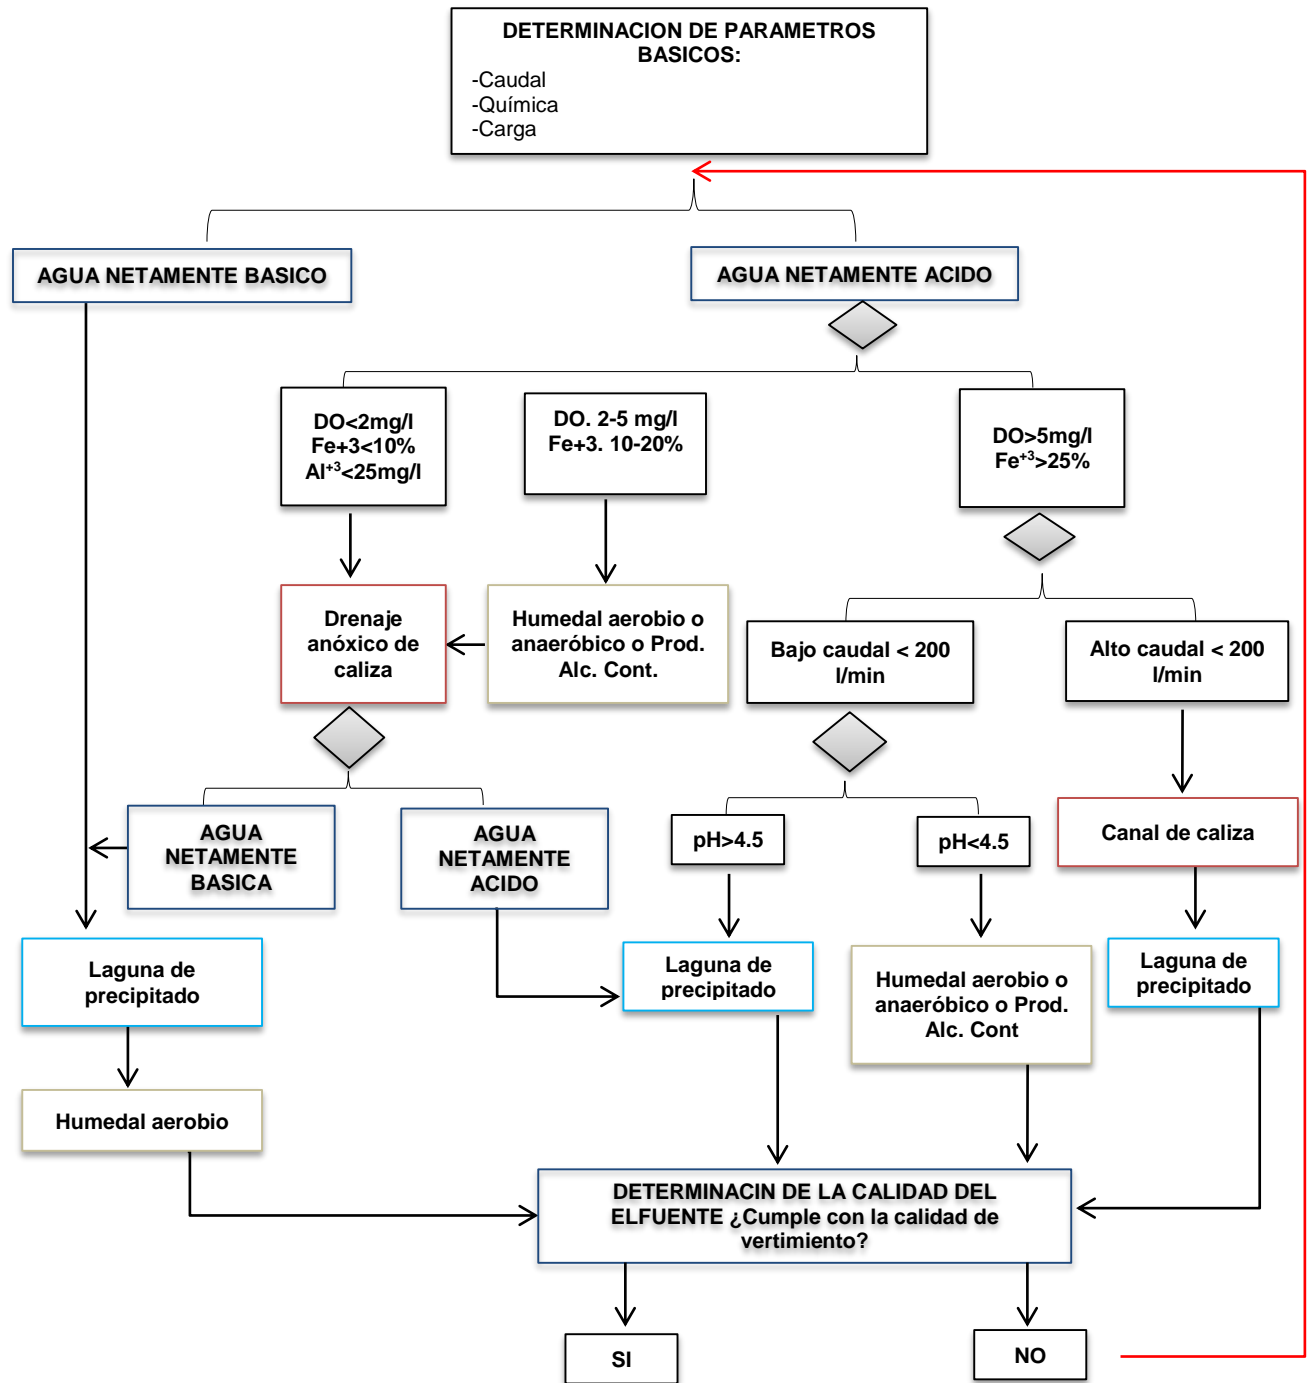 DETERMINACION DE PARAMETROS
BASICOS:
-Caudal
-Química
-Carga
AGUA NETAMENTE BASICO
AGUA NETAMENTE ACIDO
DO<2mg/l
Fe+3<10%
Al+3<25mg/l
DO. 2-5 mg/l
Fe+3. 10-20%
DO>5mg/l
Fe+3>25%
Drenaje
anóxico de
caliza
Humedal aerobio o
anaeróbico o Prod.
Alc. Cont.
Bajo caudal < 200
l/min
Alto caudal < 200
l/min
AGUA
NETAMENTE
BASICA
AGUA
NETAMENTE
ACIDO
pH>4.5
pH<4.5
Canal de caliza
Laguna de
precipitado
Laguna de
precipitado
Humedal aerobio o
anaeróbico o Prod.
Alc. Cont
Laguna de
precipitado
Humedal aerobio
DETERMINACIN DE LA CALIDAD DEL
ELFUENTE ¿Cumple con la calidad de
vertimiento?
SI
NO